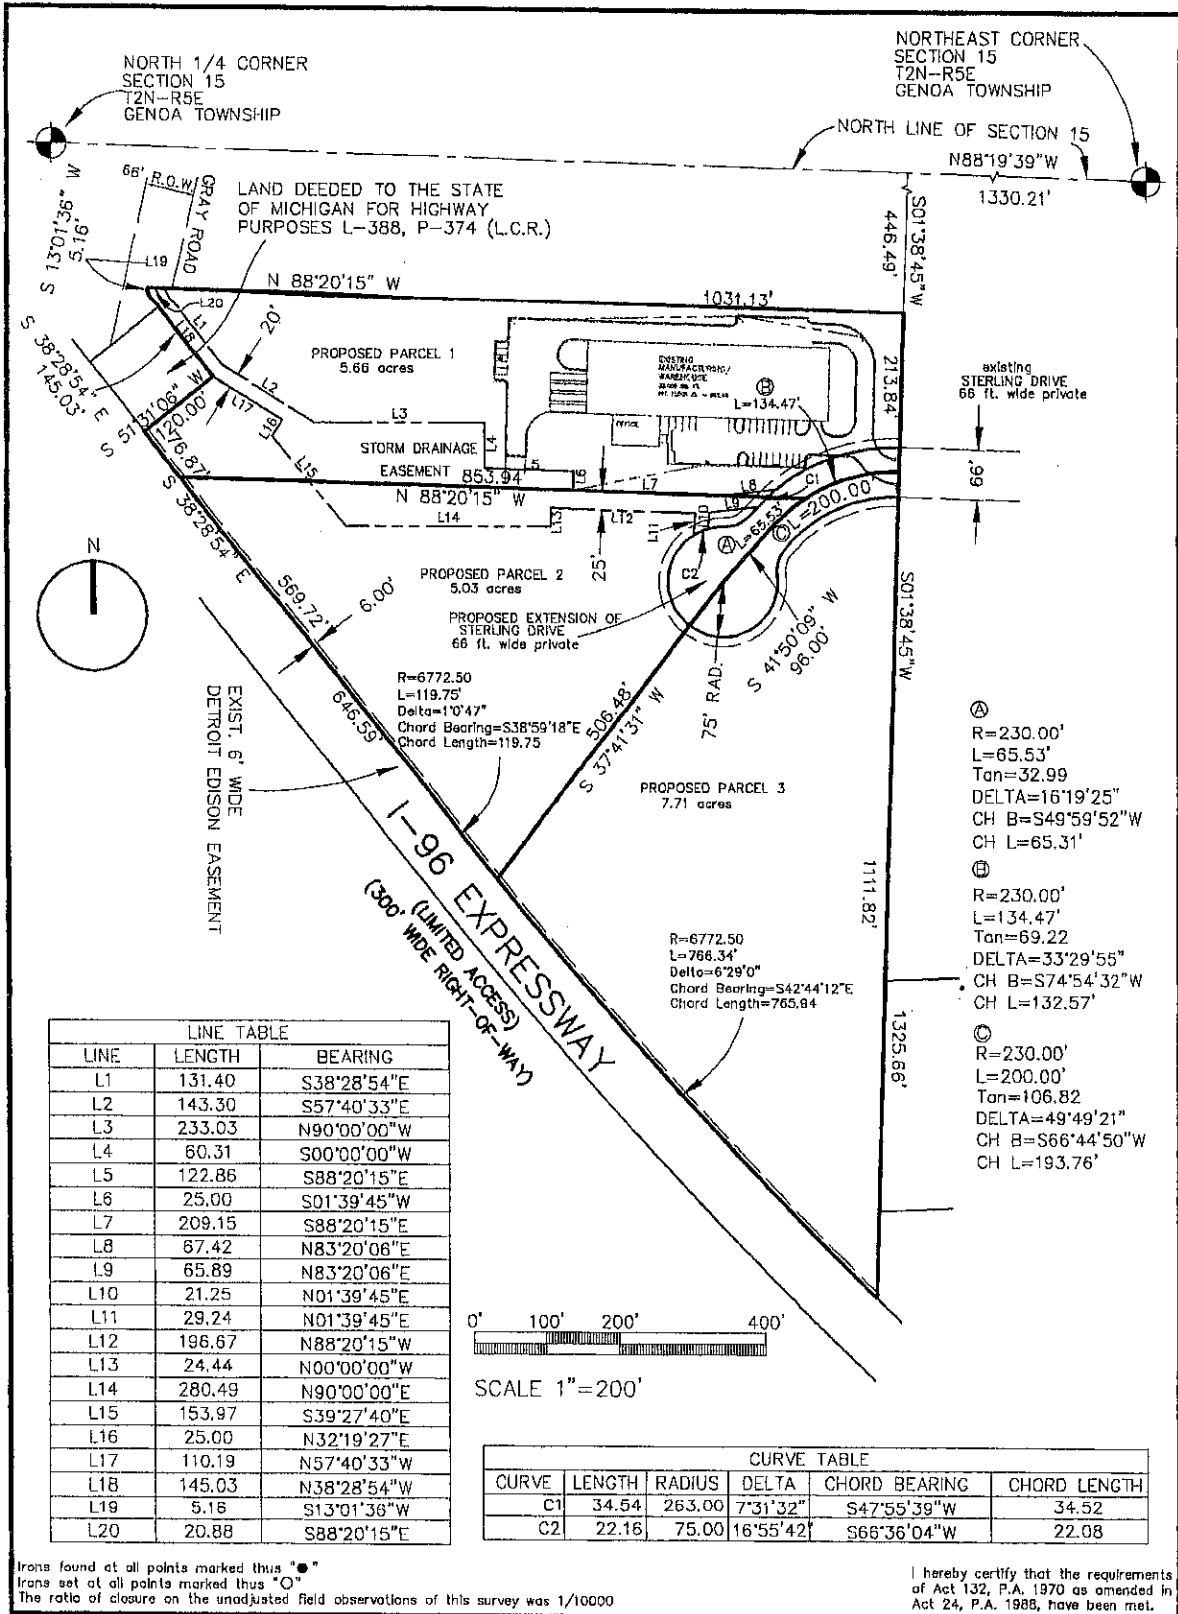 NORTH 1/4 CORNER
SECTION 15
T2N-R5E
GENOA TOWNSHIP
NORTHEAST CORNER
SECTION 15
T2N-R5E
GENOA TOWNSHIP
NORTH LINE OF SECTION 15
N88°19'39"W
1330.21'
66' R.O.W.
GRAY ROAD
LAND DEEDED TO THE STATE
OF MICHIGAN FOR HIGHWAY
PURPOSES L-388, P-374 (L.C.R.)
S 13°01'36" W
5.16'
L19
L20
L1
L18
N 88°20'15" W
1031.13'
S01°38'45"W
446.49'
S 38°28'54" E
145.03'
20'
PROPOSED PARCEL 1
5.66 acres
EXISTING
MANUFACTURING/
WAREHOUSE
OFFICE
Ⓑ
L=134.47'
213.84'
existing
STERLING DRIVE
66 ft. wide private
66'
S 51°31'06" W
120.00'
L2
L17
L16
L3
L4
L15
STORM DRAINAGE
EASEMENT
L5
L6
853.94'
N 88°20'15" W
L7
L8
L9
C1
76.87'
S 38°28'54" E
L14
L13
L12
L11
L10
Ⓐ L=65.53'
Ⓒ L=200.00'
C2
25'
N
PROPOSED PARCEL 2
5.03 acres
569.72'
6.00'
PROPOSED EXTENSION OF
STERLING DRIVE
66 ft. wide private
S 41°50'09" W
96.00'
75' RAD.
S01°38'45"W
EXIST. 6' WIDE
DETROIT EDISON EASEMENT
646.59'
R=6772.50
L=119.75'
Delta=1°0'47"
Chord Bearing=S38°59'18"E
Chord Length=119.75
506.48'
S 37°41'31" W
PROPOSED PARCEL 3
7.71 acres
1111.82'
1325.66'
I-96 EXPRESSWAY
(LIMITED ACCESS)
(300' WIDE RIGHT-OF-WAY)
R=6772.50
L=766.34'
Delta=6°29'0"
Chord Bearing=S42°44'12"E
Chord Length=765.94
Ⓐ
R=230.00'
L=65.53'
Tan=32.99
DELTA=16°19'25"
CH B=S49°59'52"W
CH L=65.31'
Ⓑ
R=230.00'
L=134.47'
Tan=69.22
DELTA=33°29'55"
CH B=S74°54'32"W
CH L=132.57'
Ⓒ
R=230.00'
L=200.00'
Tan=106.82
DELTA=49°49'21"
CH B=S66°44'50"W
CH L=193.76'
LINE TABLE
LINE LENGTH BEARING
L1 131.40 S38°28'54"E
L2 143.30 S57°40'33"E
L3 233.03 N90°00'00"W
L4 60.31 S00°00'00"W
L5 122.86 S88°20'15"E
L6 25.00 S01°39'45"W
L7 209.15 S88°20'15"E
L8 67.42 N83°20'06"E
L9 65.89 N83°20'06"E
L10 21.25 N01°39'45"E
L11 29.24 N01°39'45"E
L12 196.67 N88°20'15"W
L13 24.44 N00°00'00"W
L14 280.49 N90°00'00"E
L15 153.97 S39°27'40"E
L16 25.00 N32°19'27"E
L17 110.19 N57°40'33"W
L18 145.03 N38°28'54"W
L19 5.16 S13°01'36"W
L20 20.88 S88°20'15"E
0' 100' 200' 400'
SCALE 1"=200'
CURVE TABLE
CURVE LENGTH RADIUS DELTA CHORD BEARING CHORD LENGTH
C1 34.54 263.00 7°31'32" S47°55'39"W 34.52
C2 22.16 75.00 16°55'42" S66°36'04"W 22.08
Irons found at all points marked thus "●"
Irons set at all points marked thus "O"
The ratio of closure on the unadjusted field observations of this survey was 1/10000
I hereby certify that the requirements
of Act 132, P.A. 1970 as amended in
Act 24, P.A. 1988, have been met.